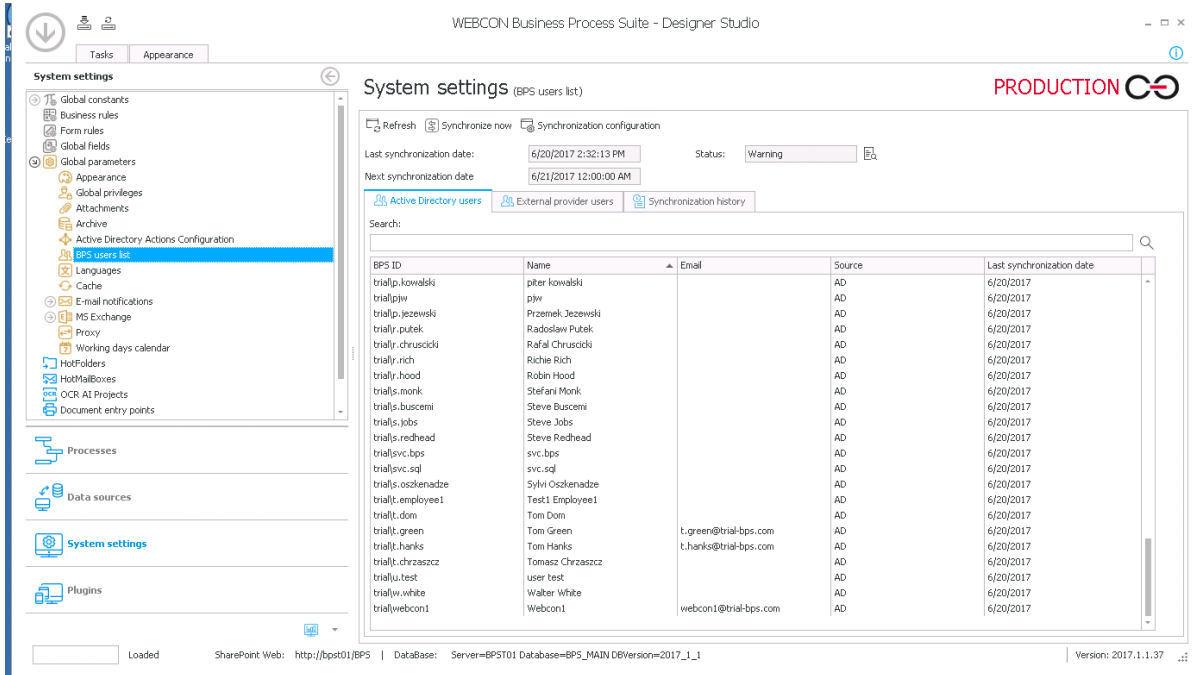 WEBCON Business Process Suite - Designer Studio
Tasks Appearance
System settings
Global constants
Business rules
Form rules
Global fields
Global parameters
Appearance
Global privileges
Attachments
Archive
Active Directory Actions Configuration
BPS users list
Languages
Cache
E-mail notifications
MS Exchange
Proxy
Working days calendar
HotFolders
HotMailBoxes
OCR AI Projects
Document entry points
Processes
Data sources
System settings
Plugins
System settings (BPS users list)
PRODUCTION
Refresh Synchronize now Synchronization configuration
Last synchronization date: 6/20/2017 2:32:13 PM Status: Warning
Next synchronization date 6/21/2017 12:00:00 AM
Active Directory users External provider users Synchronization history
Search:
BPS ID Name Email Source Last synchronization date
trial\p.kowalski piter kowalski AD 6/20/2017
trial\pjw pjw AD 6/20/2017
trial\p.jezewski Przemek Jezewski AD 6/20/2017
trial\r.putek Radoslaw Putek AD 6/20/2017
trial\r.chruscicki Rafal Chruscicki AD 6/20/2017
trial\r.rich Richie Rich AD 6/20/2017
trial\r.hood Robin Hood AD 6/20/2017
trial\s.monk Stefani Monk AD 6/20/2017
trial\s.buscemi Steve Buscemi AD 6/20/2017
trial\s.jobs Steve Jobs AD 6/20/2017
trial\s.redhead Steve Redhead AD 6/20/2017
trial\svc.bps svc.bps AD 6/20/2017
trial\svc.sql svc.sql AD 6/20/2017
trial\s.oszkenadze Sylvi Oszkenadze AD 6/20/2017
trial\t.employee1 Test1 Employee1 AD 6/20/2017
trial\t.dom Tom Dom AD 6/20/2017
trial\t.green Tom Green t.green@trial-bps.com AD 6/20/2017
trial\t.hanks Tom Hanks t.hanks@trial-bps.com AD 6/20/2017
trial\t.chrzaszcz Tomasz Chrzaszcz AD 6/20/2017
trial\u.test user test AD 6/20/2017
trial\w.white Walter White AD 6/20/2017
trial\webcon1 Webcon1 webcon1@trial-bps.com AD 6/20/2017
Loaded SharePoint Web: http://bpst01/BPS | DataBase: Server=BPST01 Database=BPS_MAIN DBVersion=2017_1_1 Version: 2017.1.1.37